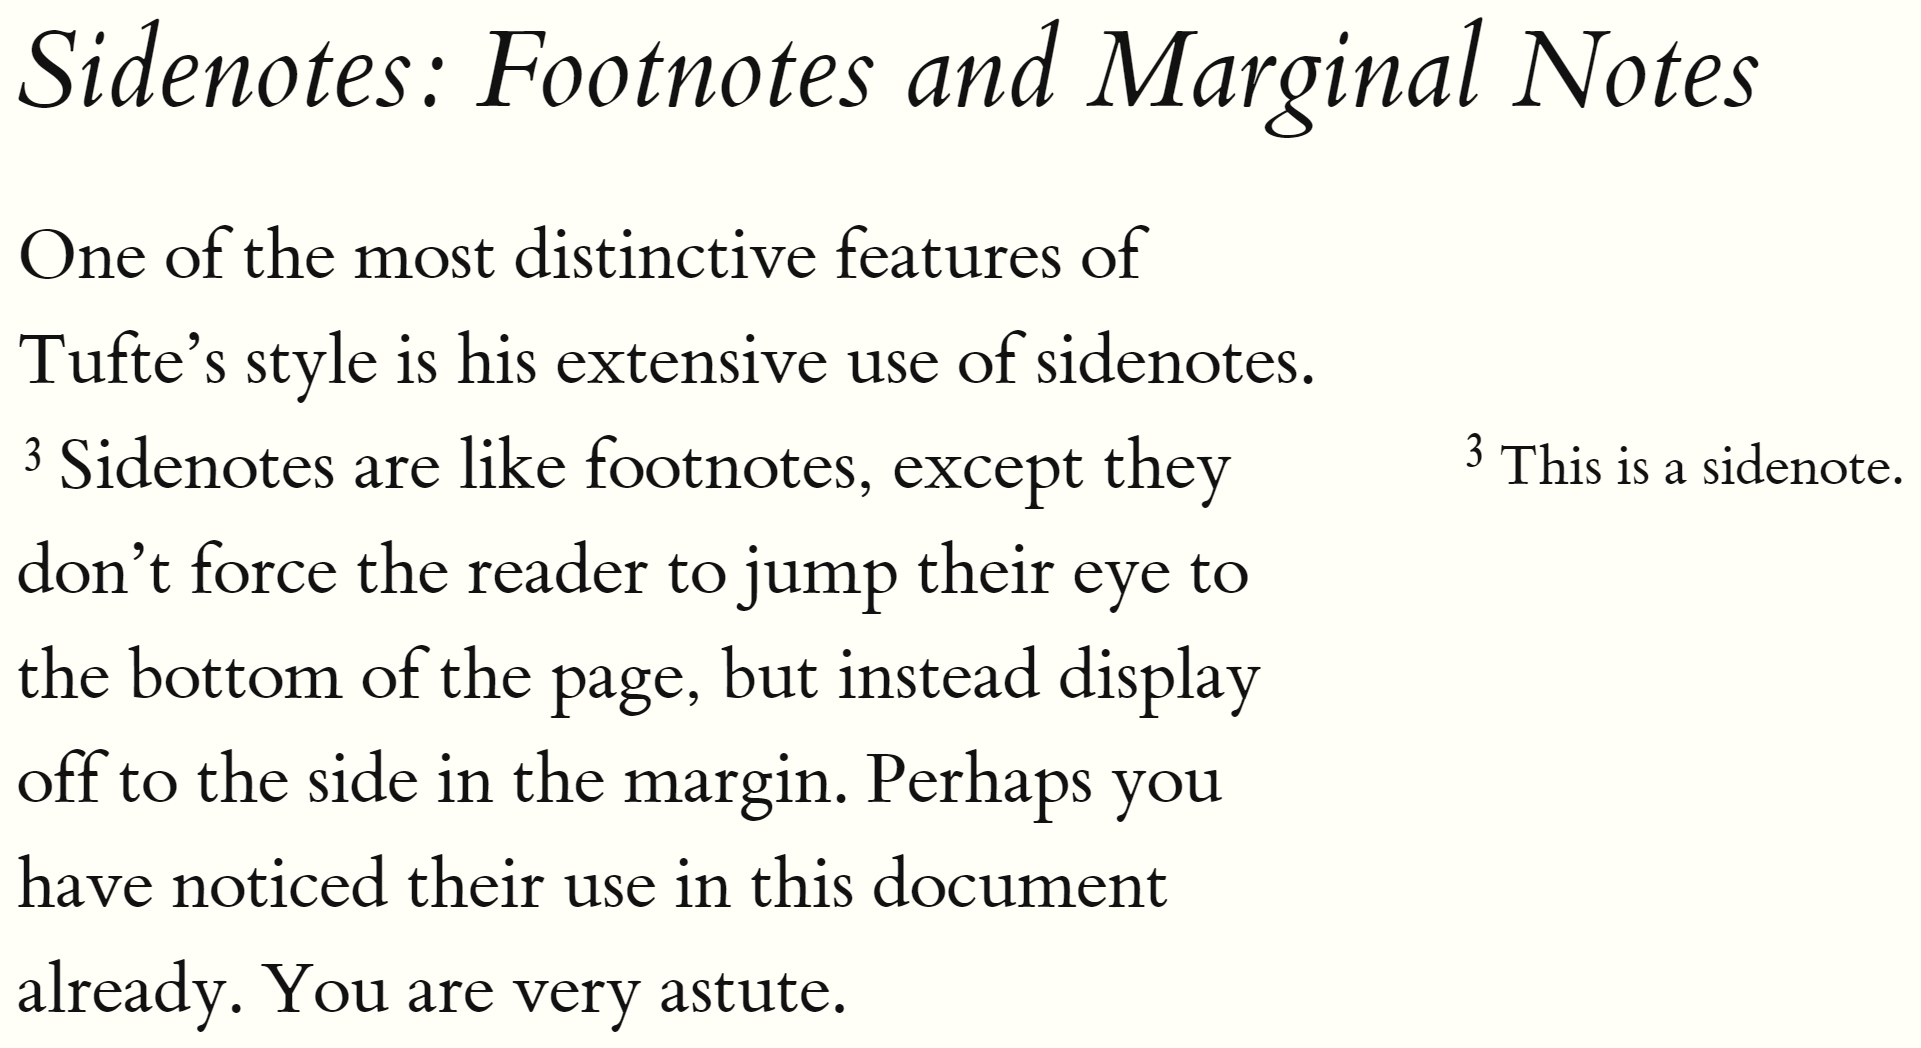 Sidenotes: Footnotes and Marginal Notes
One of the most distinctive features of
Tufte’s style is his extensive use of sidenotes.
³ Sidenotes are like footnotes, except they
don’t force the reader to jump their eye to
the bottom of the page, but instead display
off to the side in the margin. Perhaps you
have noticed their use in this document
already. You are very astute.
³ This is a sidenote.